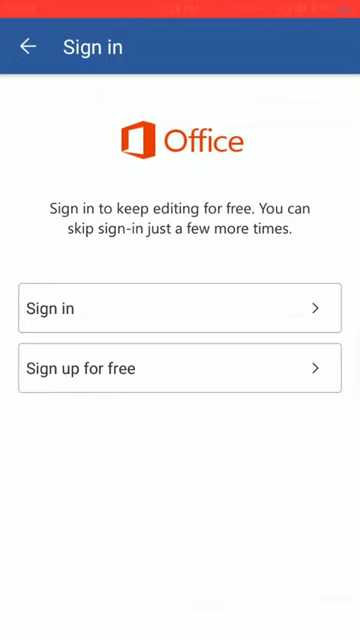 Sign in
Office
Sign in to keep editing for free. You can
skip sign-in just a few more times.
Sign in
Sign up for free